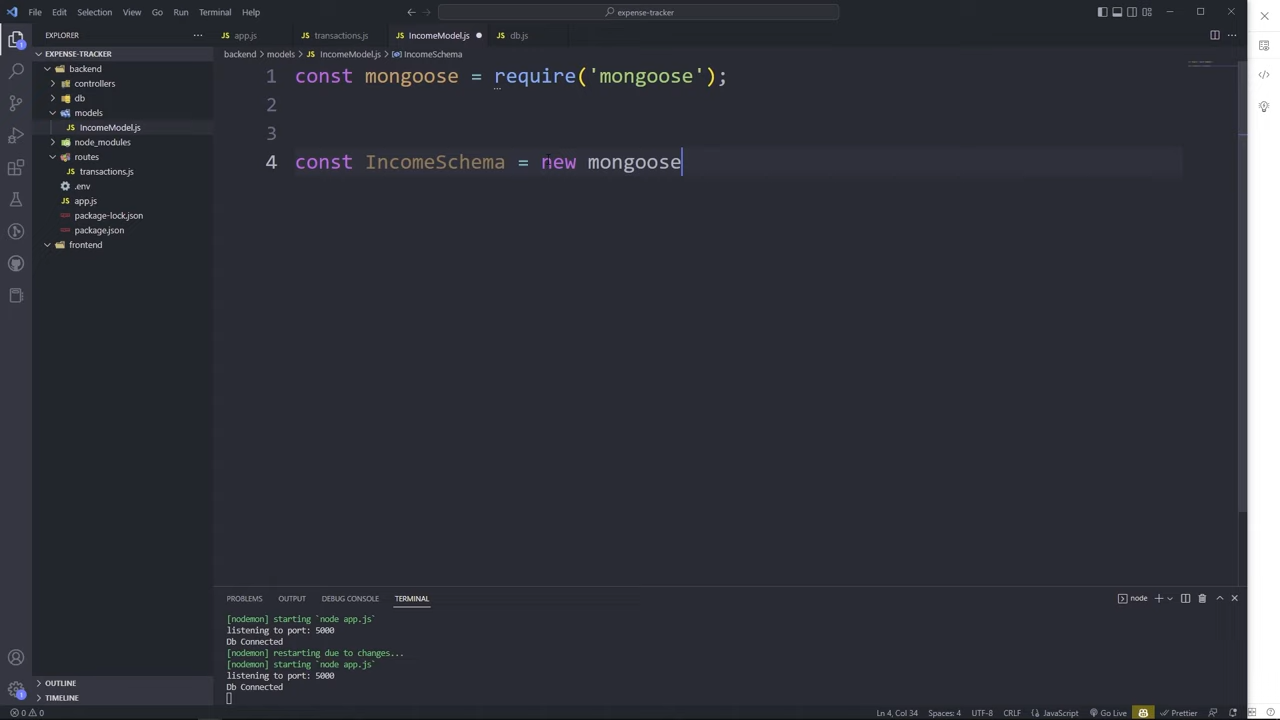 File Edit Selection View Go Run Terminal Help
expense-tracker
EXPLORER
app.js
transactions.js
IncomeModel.js
db.js
EXPENSE-TRACKER
backend > models > IncomeModel.js > IncomeSchema
backend
controllers
db
models
IncomeModel.js
node_modules
routes
transactions.js
.env
app.js
package-lock.json
package.json
frontend
1 const mongoose = require('mongoose');
2
3
4 const IncomeSchema = new mongoose
PROBLEMS OUTPUT DEBUG CONSOLE TERMINAL
node
[nodemon] starting `node app.js`
listening to port: 5000
Db Connected
[nodemon] restarting due to changes...
[nodemon] starting `node app.js`
listening to port: 5000
Db Connected
OUTLINE
TIMELINE
0 0
Ln 4, Col 34 Spaces: 4 UTF-8 CRLF JavaScript Go Live Prettier